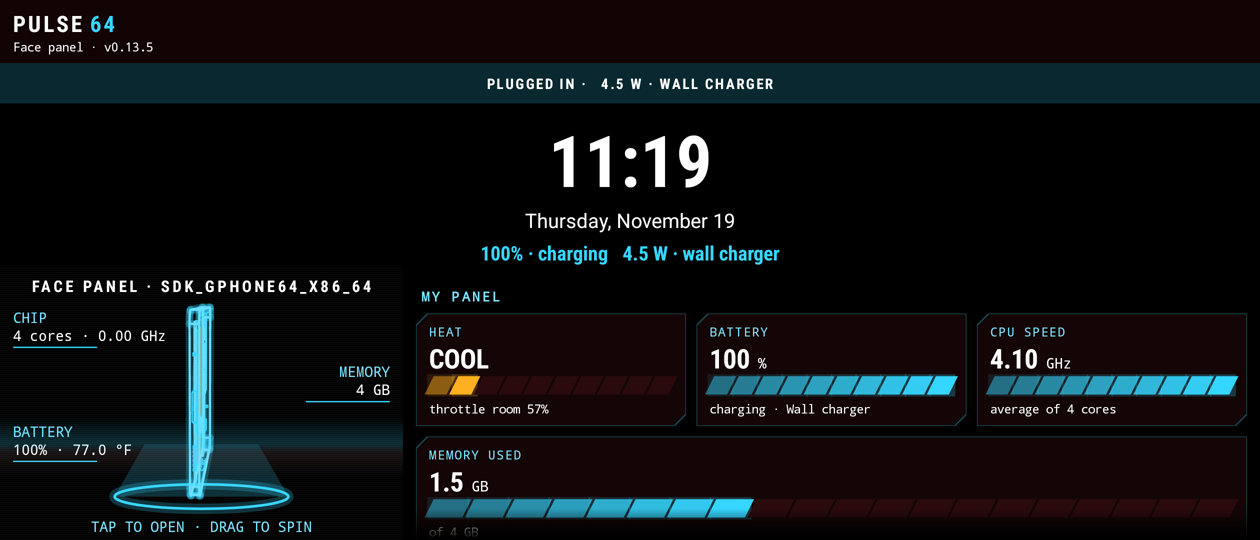 PULSE 64
Face panel · v0.13.5
PLUGGED IN · 4.5 W · WALL CHARGER
11:19
Thursday, November 19
100% · charging 4.5 W · wall charger
FACE PANEL · SDK_GPHONE64_X86_64
CHIP
4 cores · 0.00 GHz
MEMORY
4 GB
BATTERY
100% · 77.0 °F
TAP TO OPEN · DRAG TO SPIN
MY PANEL
HEAT
COOL
throttle room 57%
BATTERY
100 %
charging · Wall charger
CPU SPEED
4.10 GHz
average of 4 cores
MEMORY USED
1.5 GB
of 4 GB